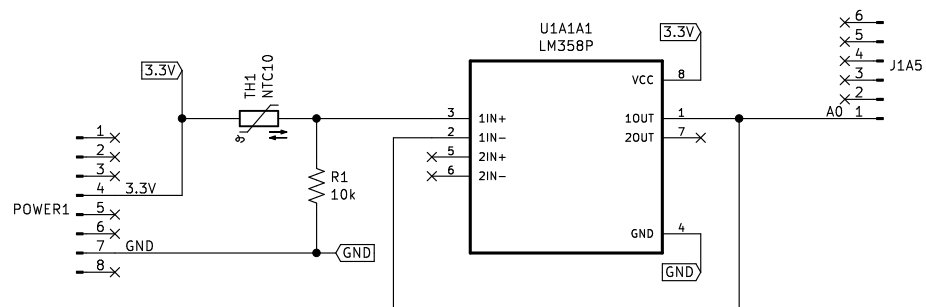 U1A1A1
LM358P
3.3V
3.3V
TH1
NTC10
VCC 8
3 1IN+
1OUT 1
2 1IN-
2OUT 7
5 2IN+
6 2IN-
GND 4
GND
6
5
4
3
2
A0 1
J1A5
R1
10k
POWER1
1
2
3
4 3.3V
5
6
7 GND
8
GND